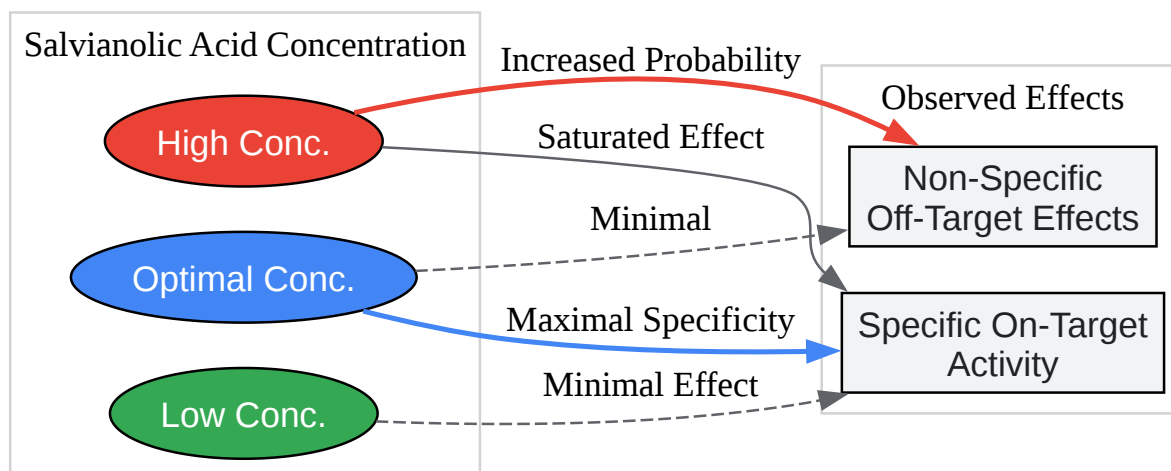 Salvianolic Acid Concentration
High Conc.
Optimal Conc.
Low Conc.
Increased Probability
Saturated Effect
Minimal
Maximal Specificity
Minimal Effect
Observed Effects
Non-Specific
Off-Target Effects
Specific On-Target
Activity